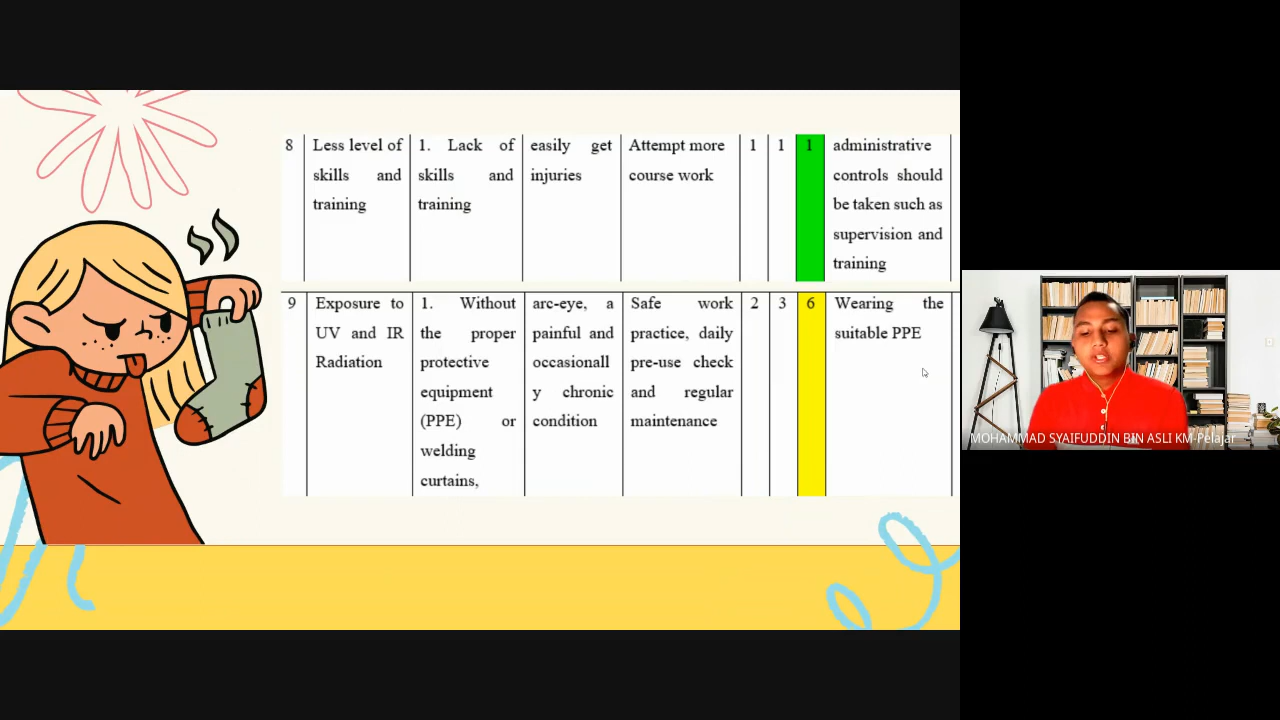 8
Less level of
skills and
training
1. Lack of
skills and
training
easily get
injuries
Attempt more
course work
1
1
1
administrative
controls should
be taken such as
supervision and
training
9
Exposure to
UV and IR
Radiation
1. Without
the proper
protective
equipment
(PPE) or
welding
curtains,
arc-eye, a
painful and
occasionall
y chronic
condition
Safe work
practice, daily
pre-use check
and regular
maintenance
2
3
6
Wearing the
suitable PPE
MOHAMMAD SYAIFUDDIN BIN ASLI KM-Pelajar